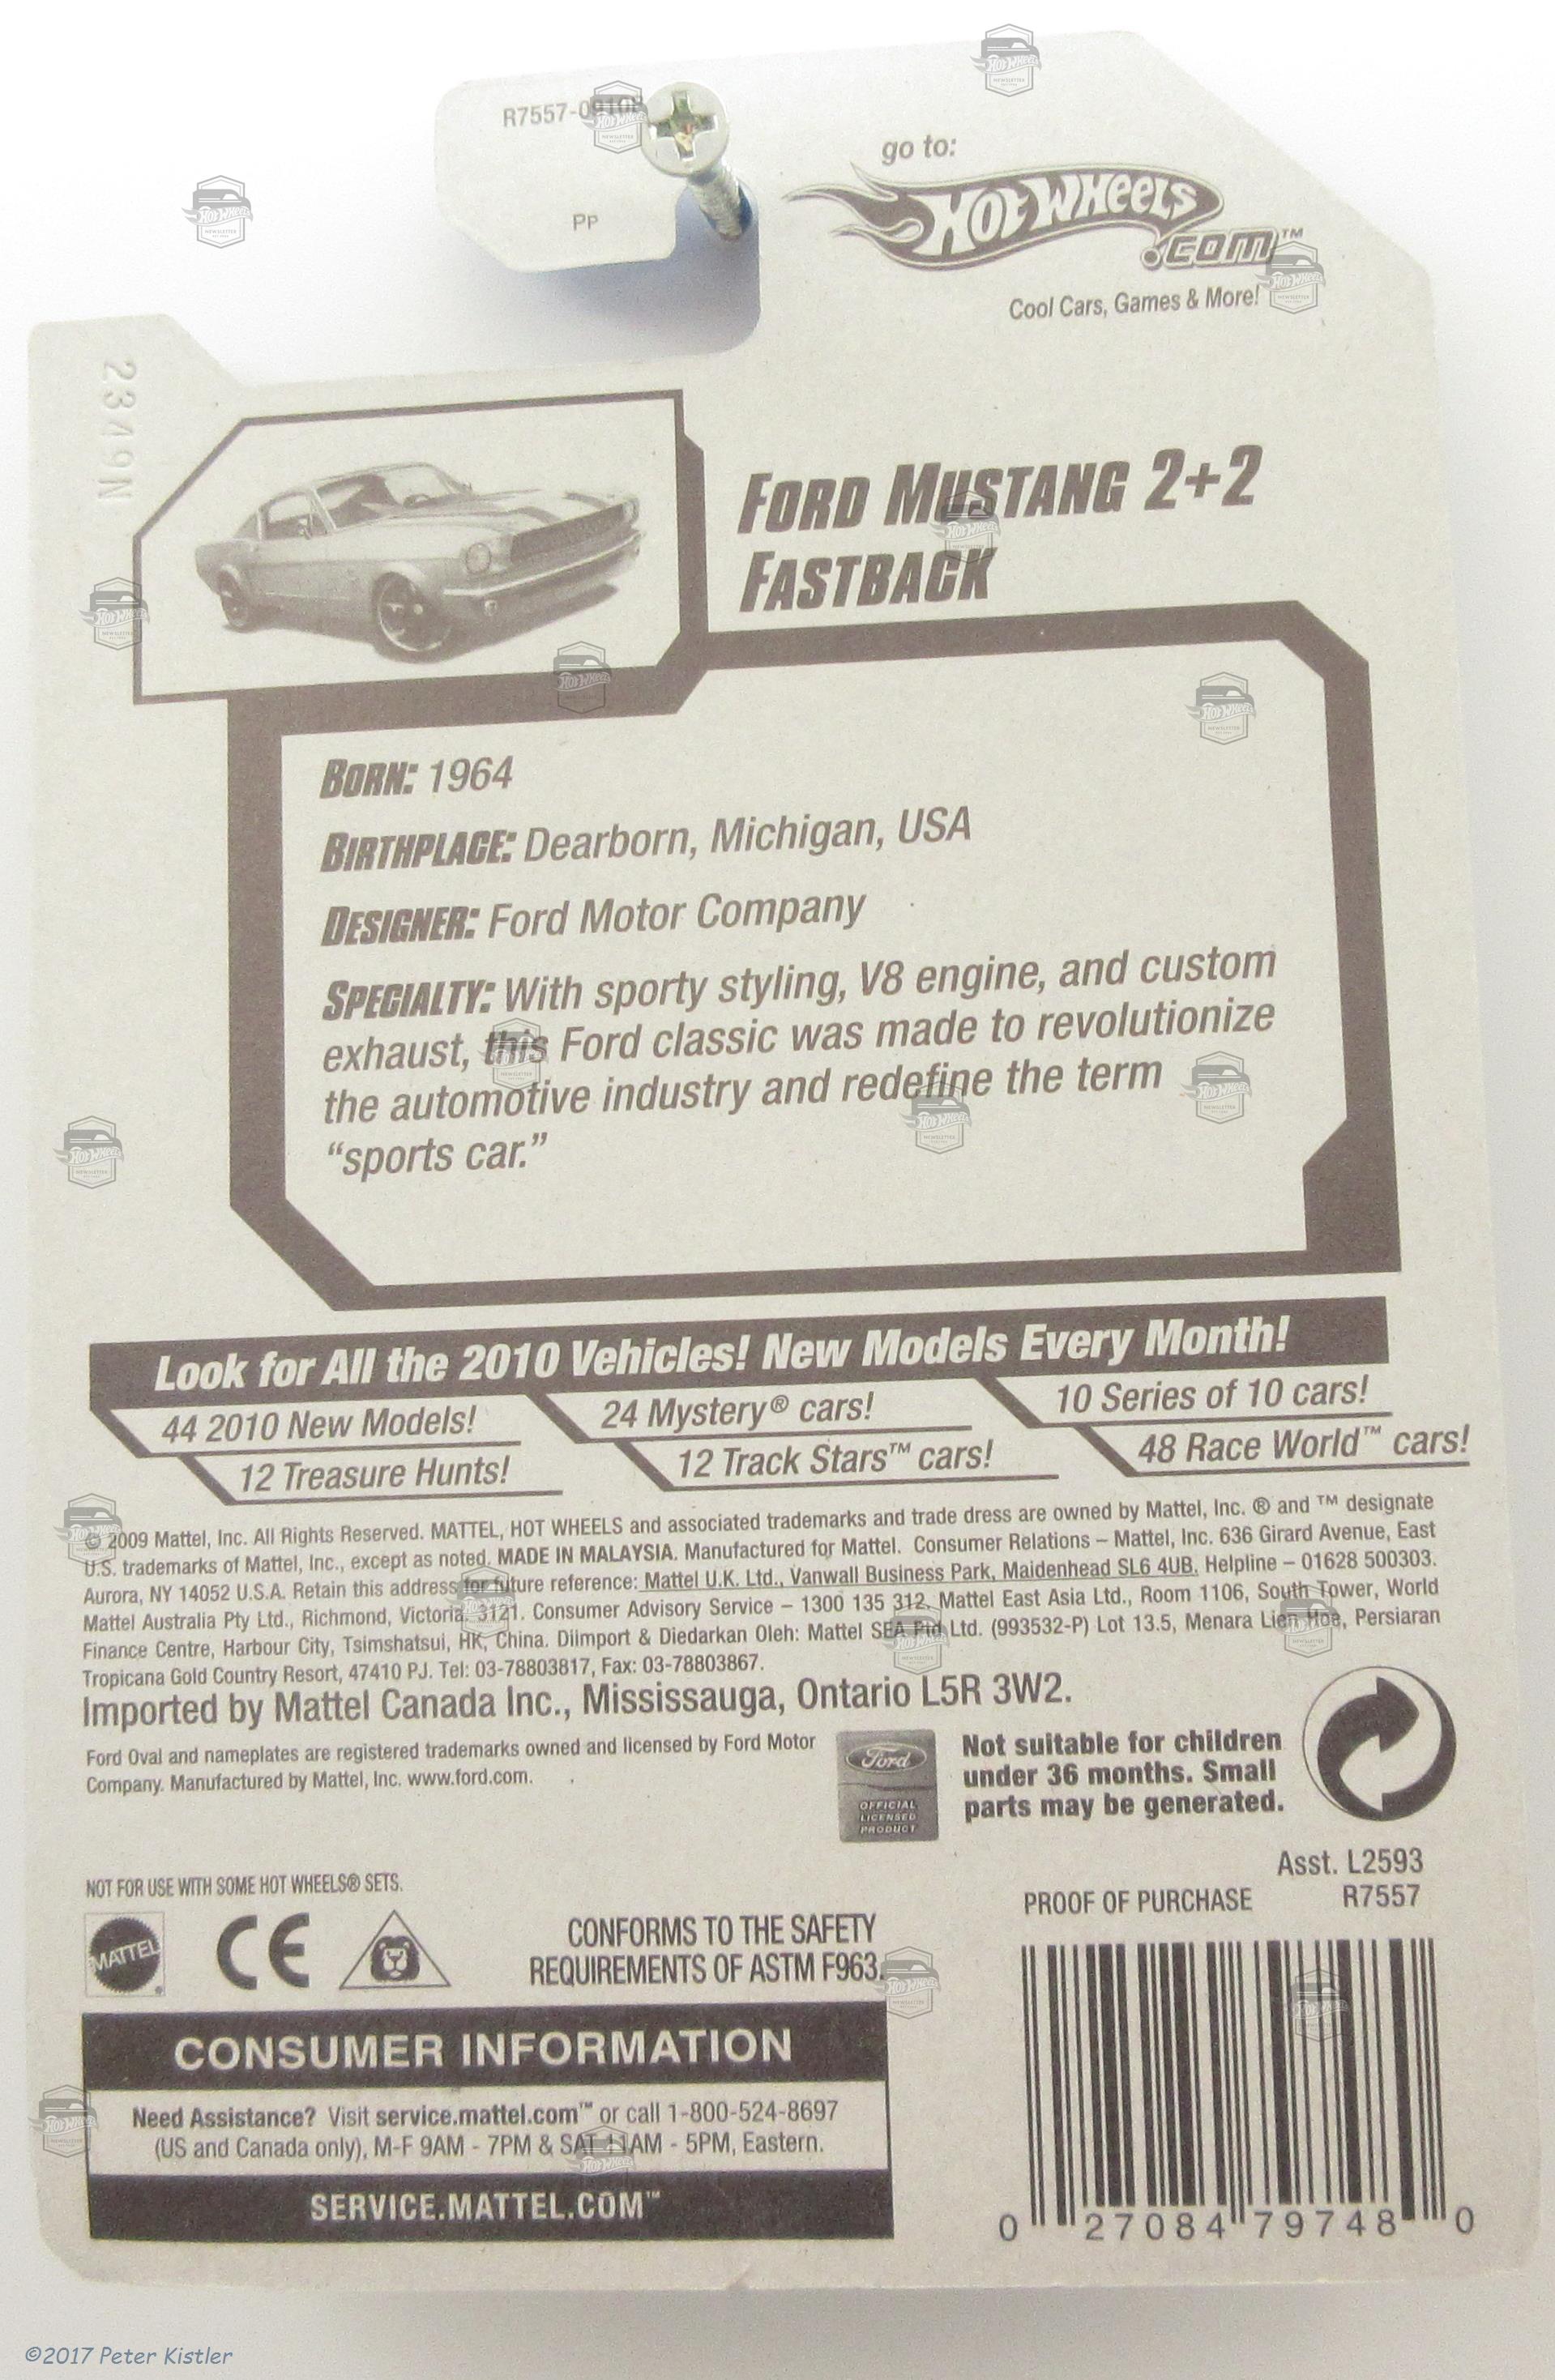 R7557-0910B
PP
go to:
HOT WHEELS
.COM™
Cool Cars, Games & More!
2349N
FORD MUSTANG 2+2
FASTBACK
BORN: 1964
BIRTHPLACE: Dearborn, Michigan, USA
DESIGNER: Ford Motor Company
SPECIALTY: With sporty styling, V8 engine, and custom
exhaust, this Ford classic was made to revolutionize
the automotive industry and redefine the term
“sports car.”
Look for All the 2010 Vehicles! New Models Every Month!
44 2010 New Models!
24 Mystery® cars!
10 Series of 10 cars!
12 Treasure Hunts!
12 Track Stars™ cars!
48 Race World™ cars!
© 2009 Mattel, Inc. All Rights Reserved. MATTEL, HOT WHEELS and associated trademarks and trade dress are owned by Mattel, Inc. ® and ™ designate
U.S. trademarks of Mattel, Inc., except as noted. MADE IN MALAYSIA. Manufactured for Mattel. Consumer Relations – Mattel, Inc. 636 Girard Avenue, East
Aurora, NY 14052 U.S.A. Retain this address for future reference: Mattel U.K. Ltd., Vanwall Business Park, Maidenhead SL6 4UB. Helpline – 01628 500303.
Mattel Australia Pty Ltd., Richmond, Victoria. 3121. Consumer Advisory Service – 1300 135 312. Mattel East Asia Ltd., Room 1106, South Tower, World
Finance Centre, Harbour City, Tsimshatsui, HK, China. Diimport & Diedarkan Oleh: Mattel SEA Ptd Ltd. (993532-P) Lot 13.5, Menara Lien Hoe, Persiaran
Tropicana Gold Country Resort, 47410 PJ. Tel: 03-78803817, Fax: 03-78803867.
Imported by Mattel Canada Inc., Mississauga, Ontario L5R 3W2.
Ford Oval and nameplates are registered trademarks owned and licensed by Ford Motor
Company. Manufactured by Mattel, Inc. www.ford.com.
Ford
OFFICIAL
LICENSED
PRODUCT
Not suitable for children
under 36 months. Small
parts may be generated.
Asst. L2593
PROOF OF PURCHASE R7557
NOT FOR USE WITH SOME HOT WHEELS® SETS.
MATTEL
CE
CONFORMS TO THE SAFETY
REQUIREMENTS OF ASTM F963.
CONSUMER INFORMATION
Need Assistance? Visit service.mattel.com™ or call 1-800-524-8697
(US and Canada only), M-F 9AM - 7PM & SAT 11AM - 5PM, Eastern.
SERVICE.MATTEL.COM™
0 27084 79748 0
©2017 Peter Kistler